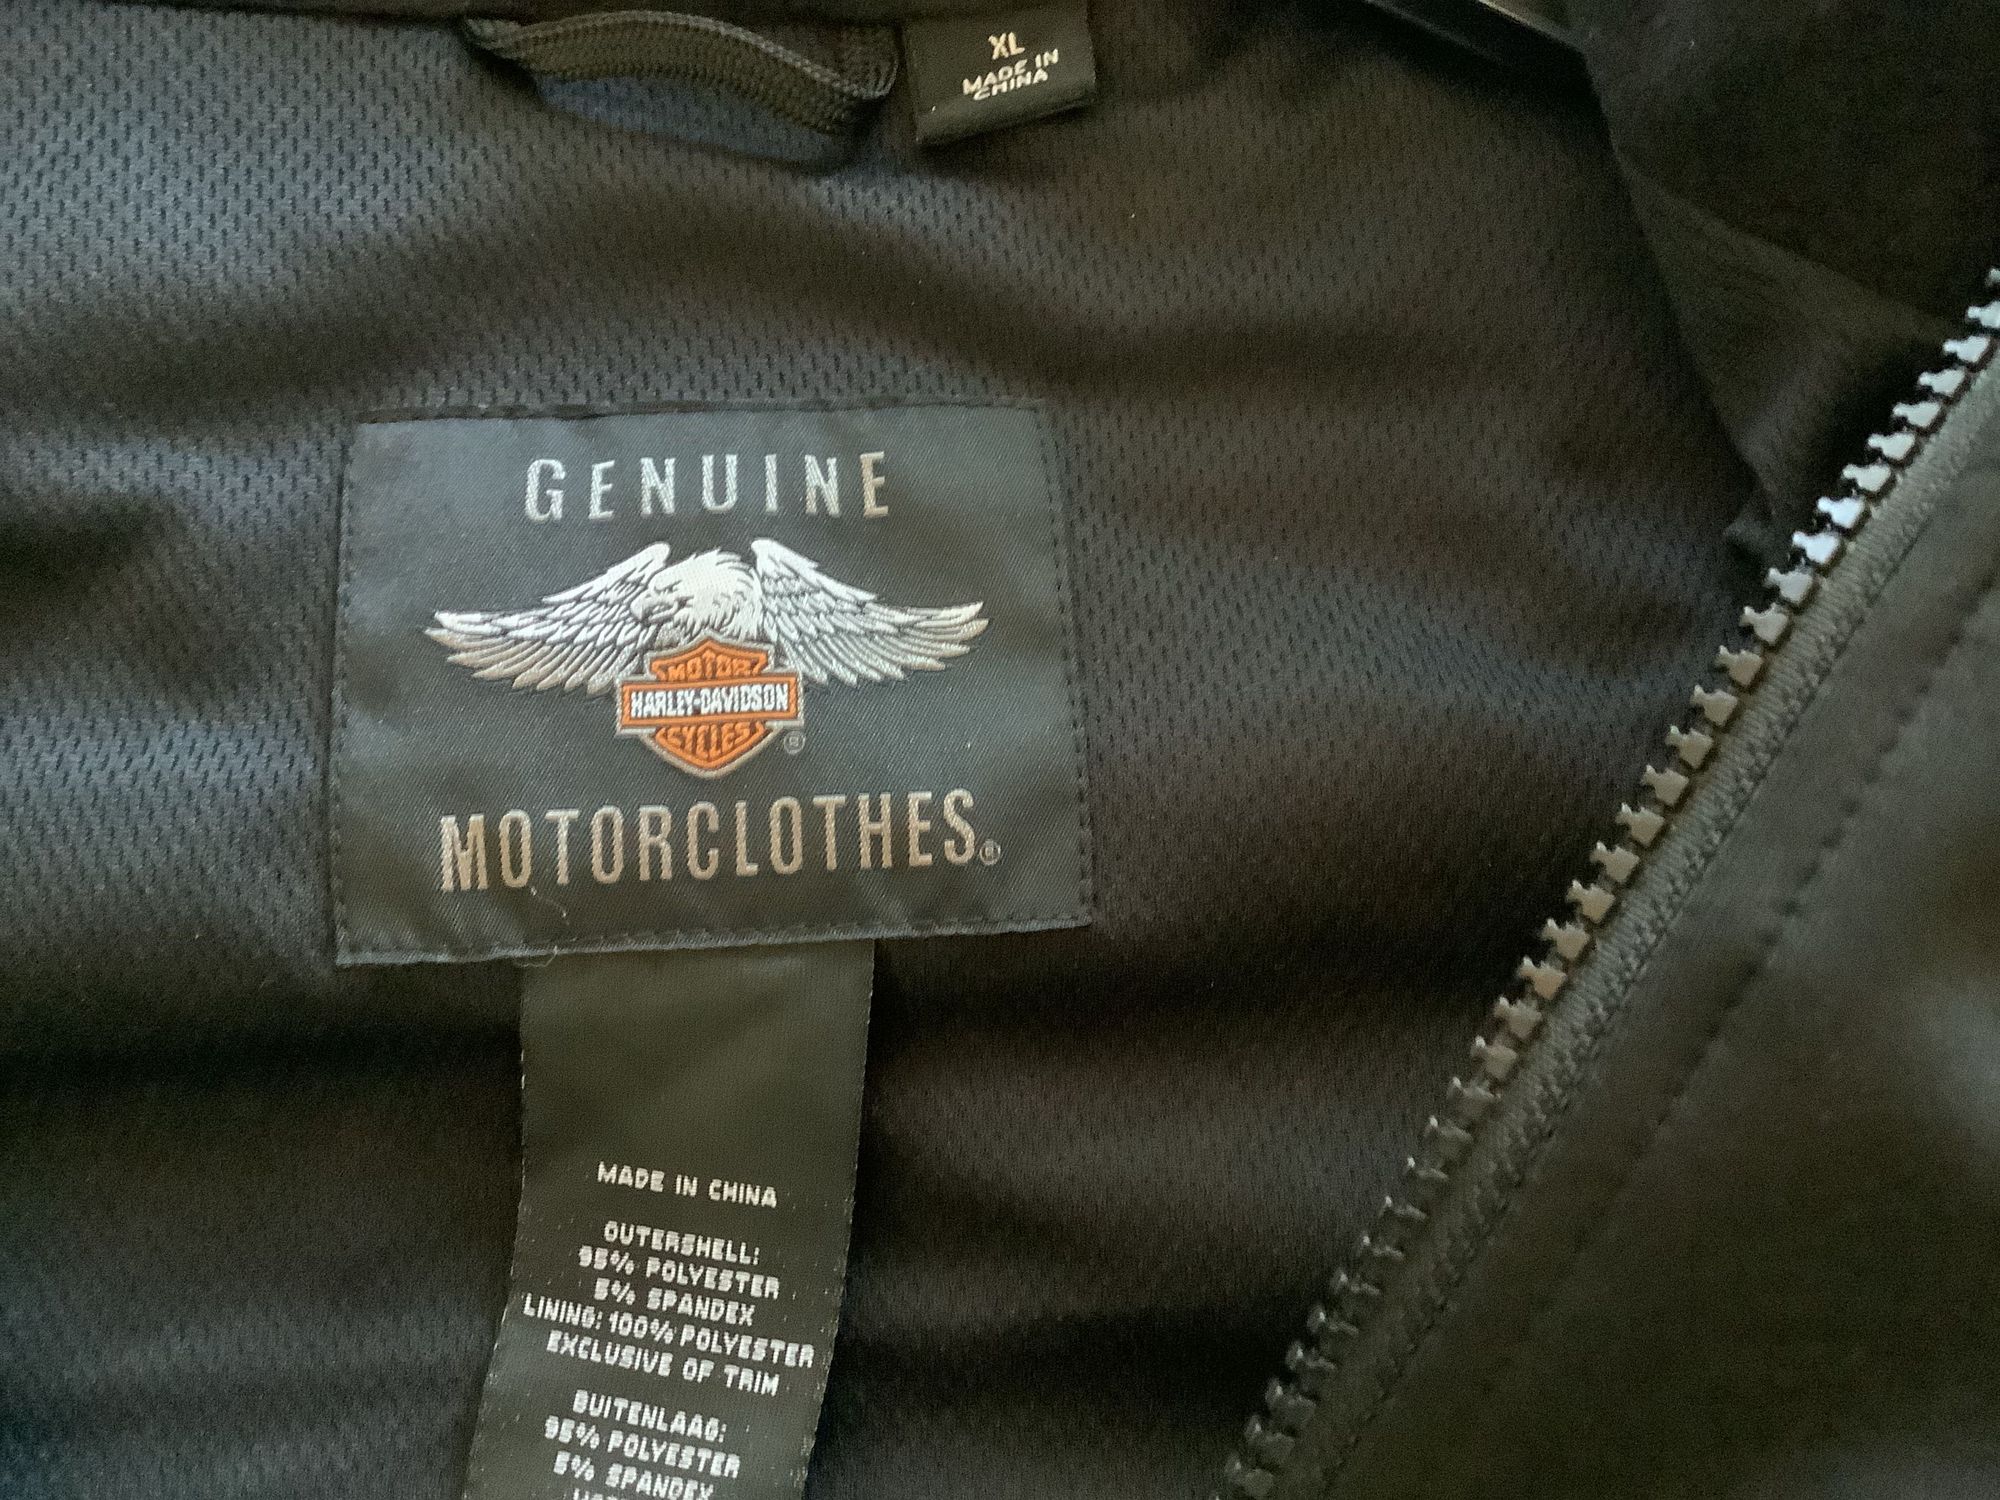 XL
MADE IN
CHINA
GENUINE
MOTOR
HARLEY-DAVIDSON
CYCLES
®
MOTORCLOTHES®
MADE IN CHINA
OUTERSHELL:
95% POLYESTER
5% SPANDEX
LINING: 100% POLYESTER
EXCLUSIVE OF TRIM
BUITENLAAG:
95% POLYESTER
5% SPANDEX